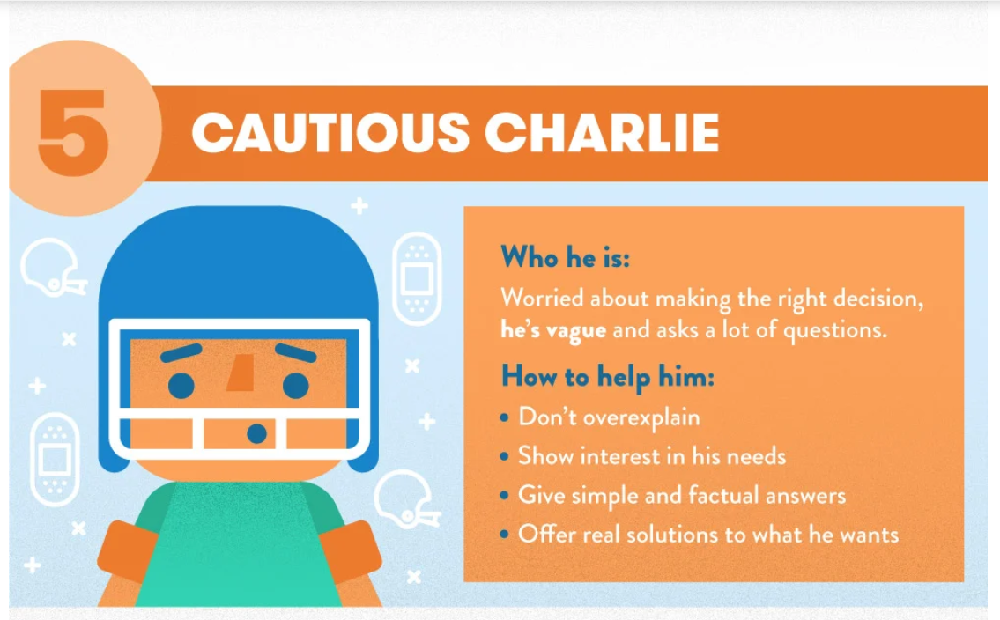 5
CAUTIOUS CHARLIE
Who he is:
Worried about making the right decision,
he's vague and asks a lot of questions.
How to help him:
• Don't overexplain
• Show interest in his needs
• Give simple and factual answers
• Offer real solutions to what he wants